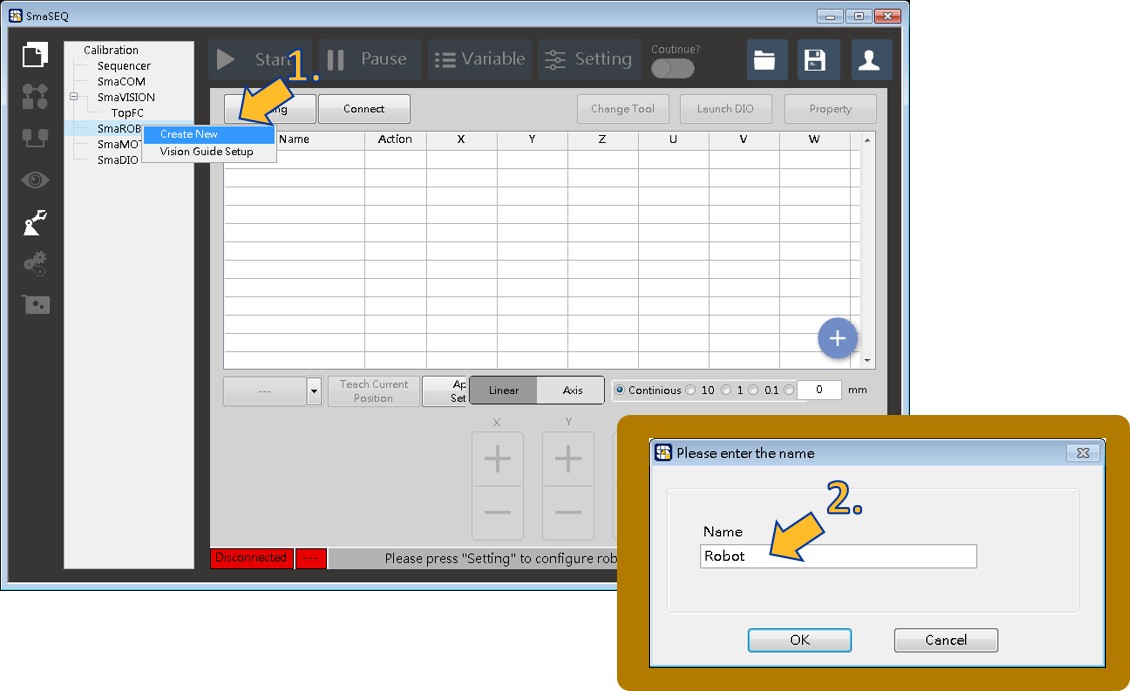 SmaSEQ
Calibration
Sequencer
SmaCOM
SmaVISION
TopFC
SmaROB
SmaMOT
SmaDIO
Create New
Vision Guide Setup
1.
Start
Pause
Variable
Setting
Coutinue?
Connect
Change Tool
Launch DIO
Property
Name
Action
X
Y
Z
U
V
W
+
---
Teach Current
Position
Ap
Set
Linear
Axis
Continious
10
1
0.1
0
mm
X
Y
Disconnected
---
Please press "Setting" to configure rob
Please enter the name
2.
Name
Robot
OK
Cancel